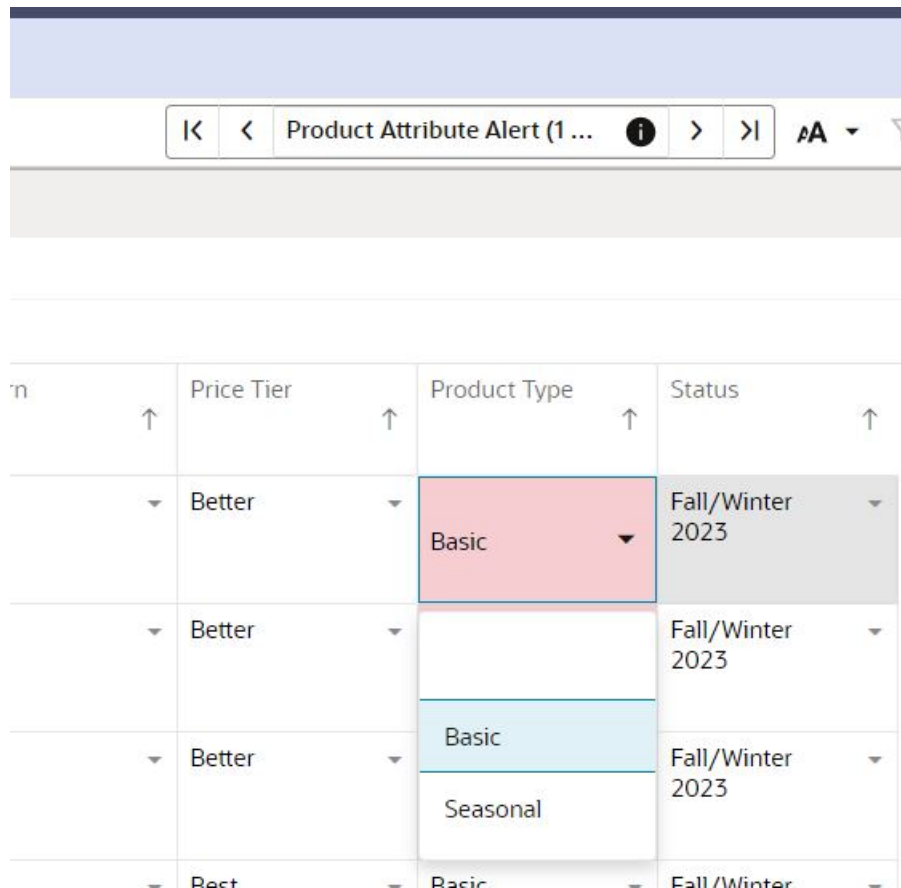 Product Attribute Alert (1 ...
rn
Price Tier
Product Type
Status
Better
Basic
Fall/Winter
2023
Better
Fall/Winter
2023
Basic
Better
Fall/Winter
2023
Seasonal
Best
Basic
Fall/Winter